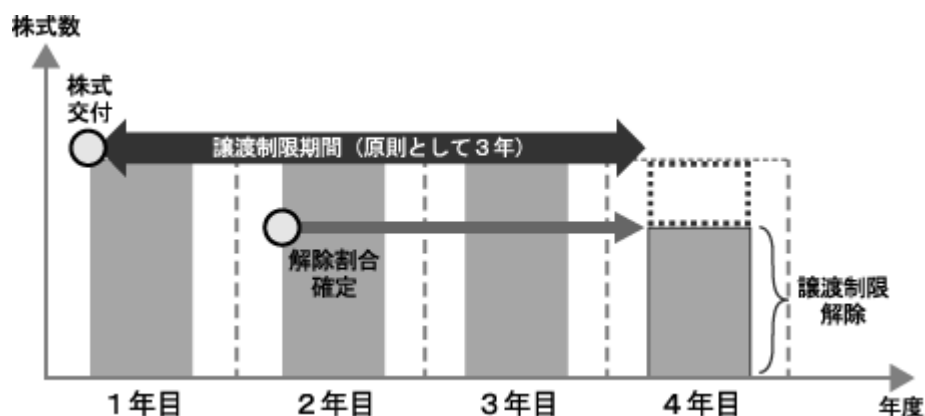 株式数
株式
交付
譲渡制限期間（原則として３年）
解除割合
確定
譲渡制限
解除
１年目
２年目
３年目
４年目
年度